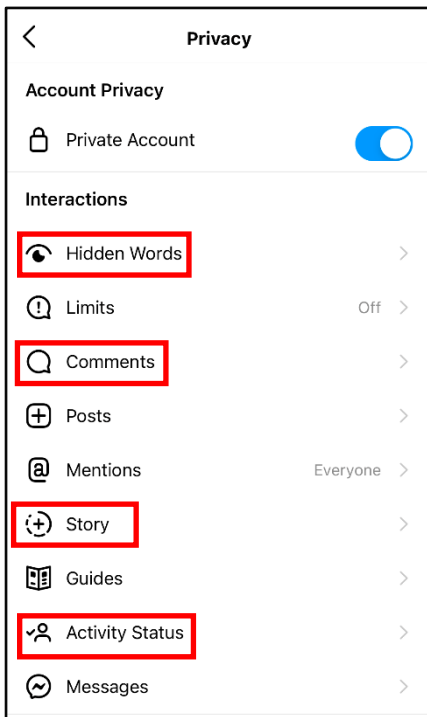 Privacy
Account Privacy
Private Account
Interactions
Hidden Words
Limits Off
Comments
Posts
Mentions Everyone
Story
Guides
Activity Status
Messages